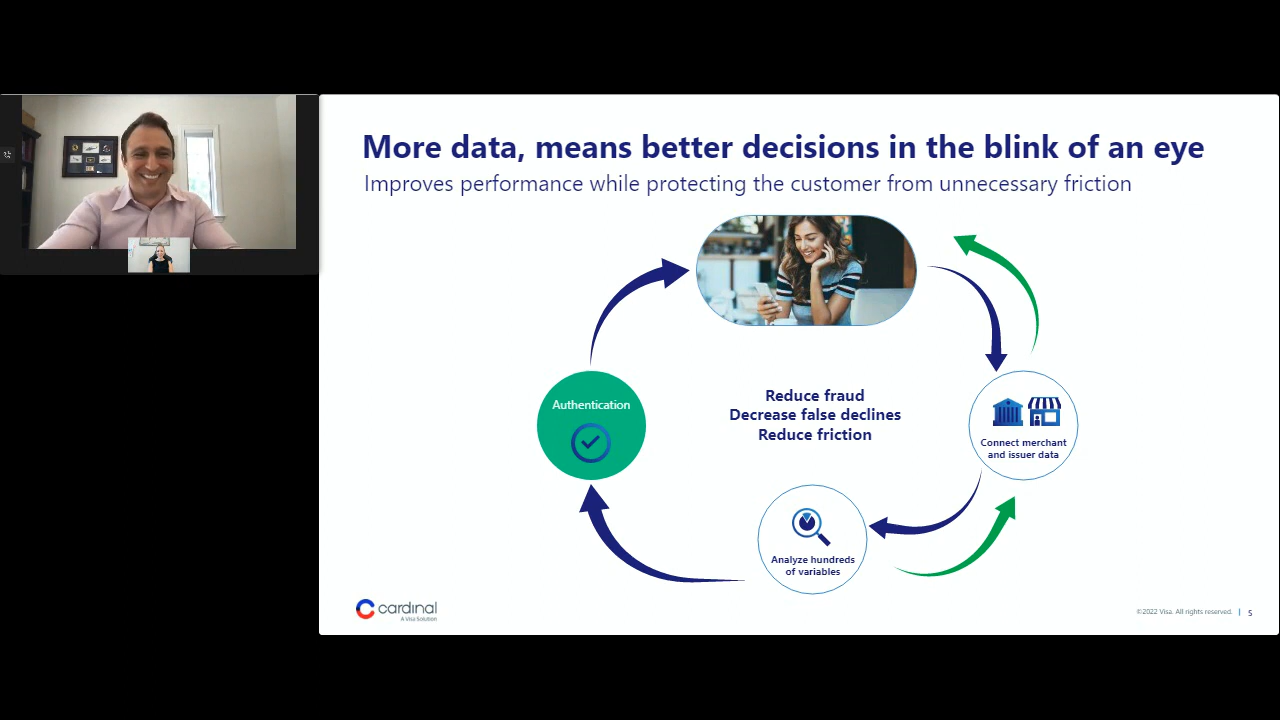 More data, means better decisions in the blink of an eye
Improves performance while protecting the customer from unnecessary friction
Authentication
Reduce fraud
Decrease false declines
Reduce friction
Connect merchant
and issuer data
Analyze hundreds
of variables
cardinal
A Visa Solution
©2022 Visa. All rights reserved. | 5